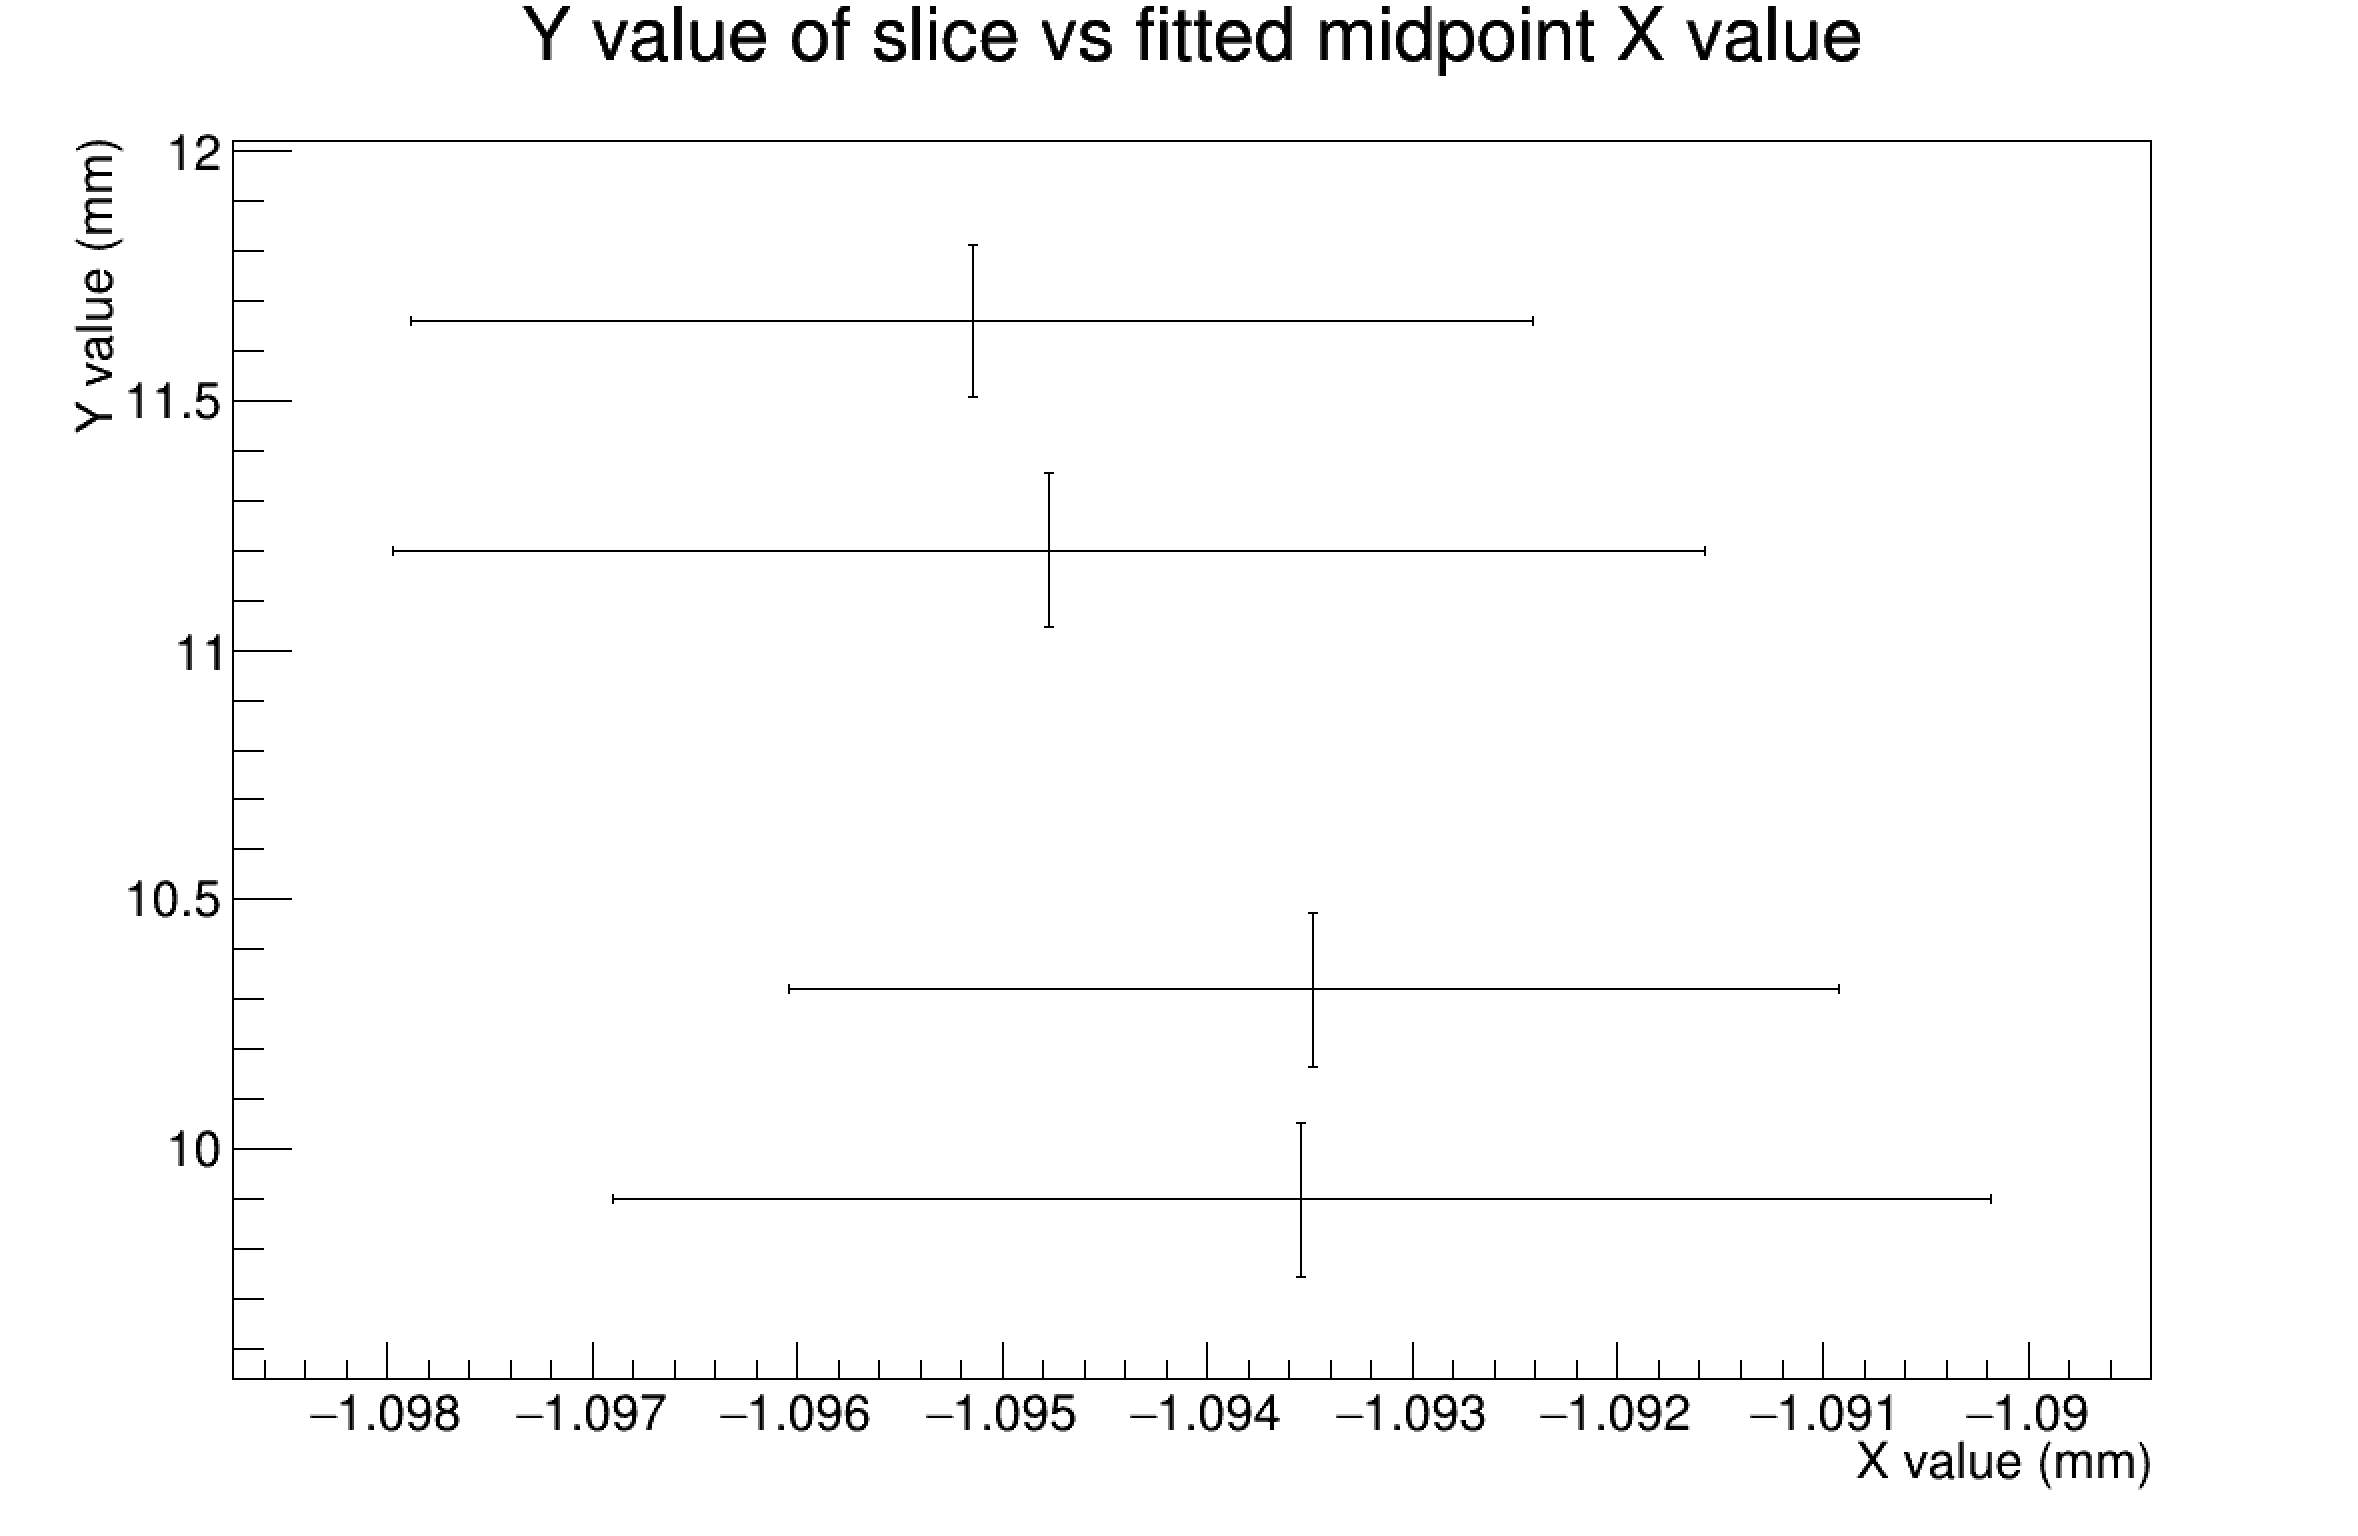 Y value of slice vs fitted midpoint X value
Y value (mm)
12
11.5
11
10.5
10
−1.098 −1.097 −1.096 −1.095 −1.094 −1.093 −1.092 −1.091 −1.09
X value (mm)